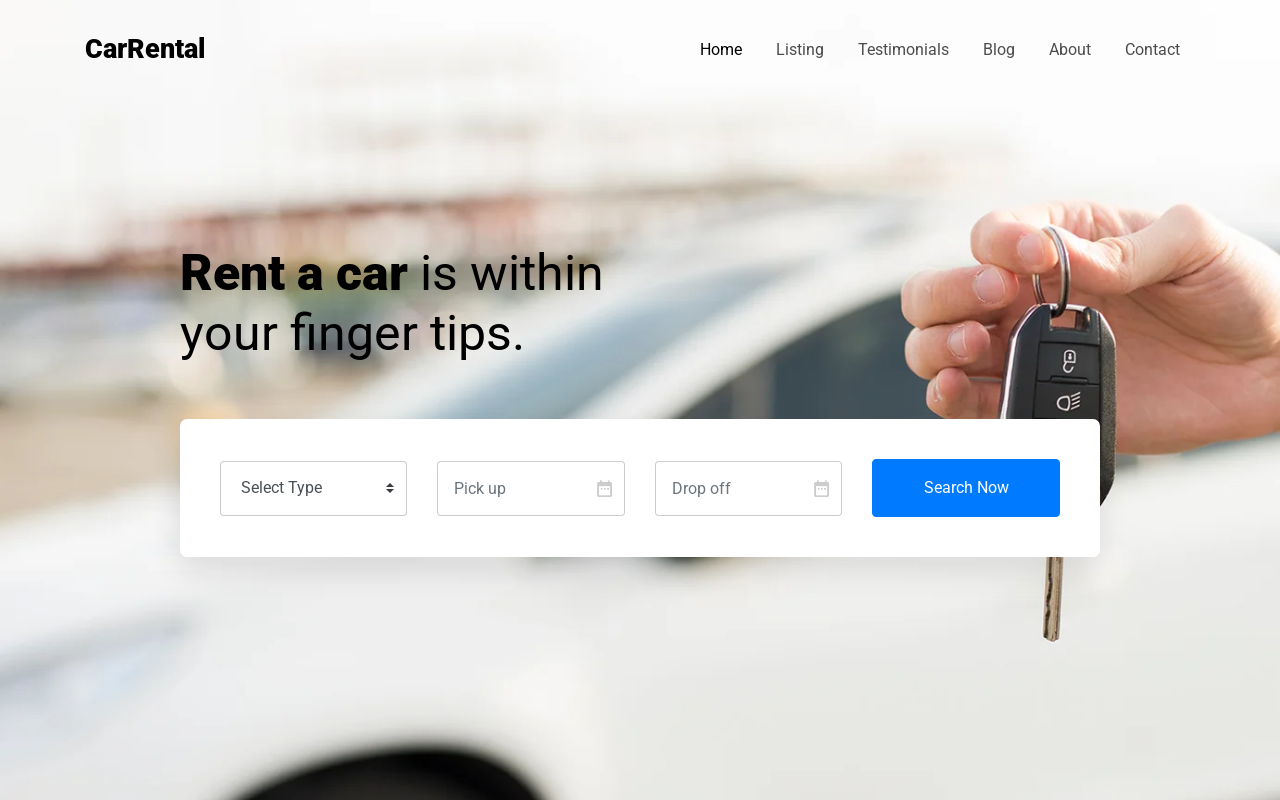 CarRental
Home Listing Testimonials Blog About Contact
Rent a car is within
your finger tips.
Select Type
Pick up
Drop off
Search Now